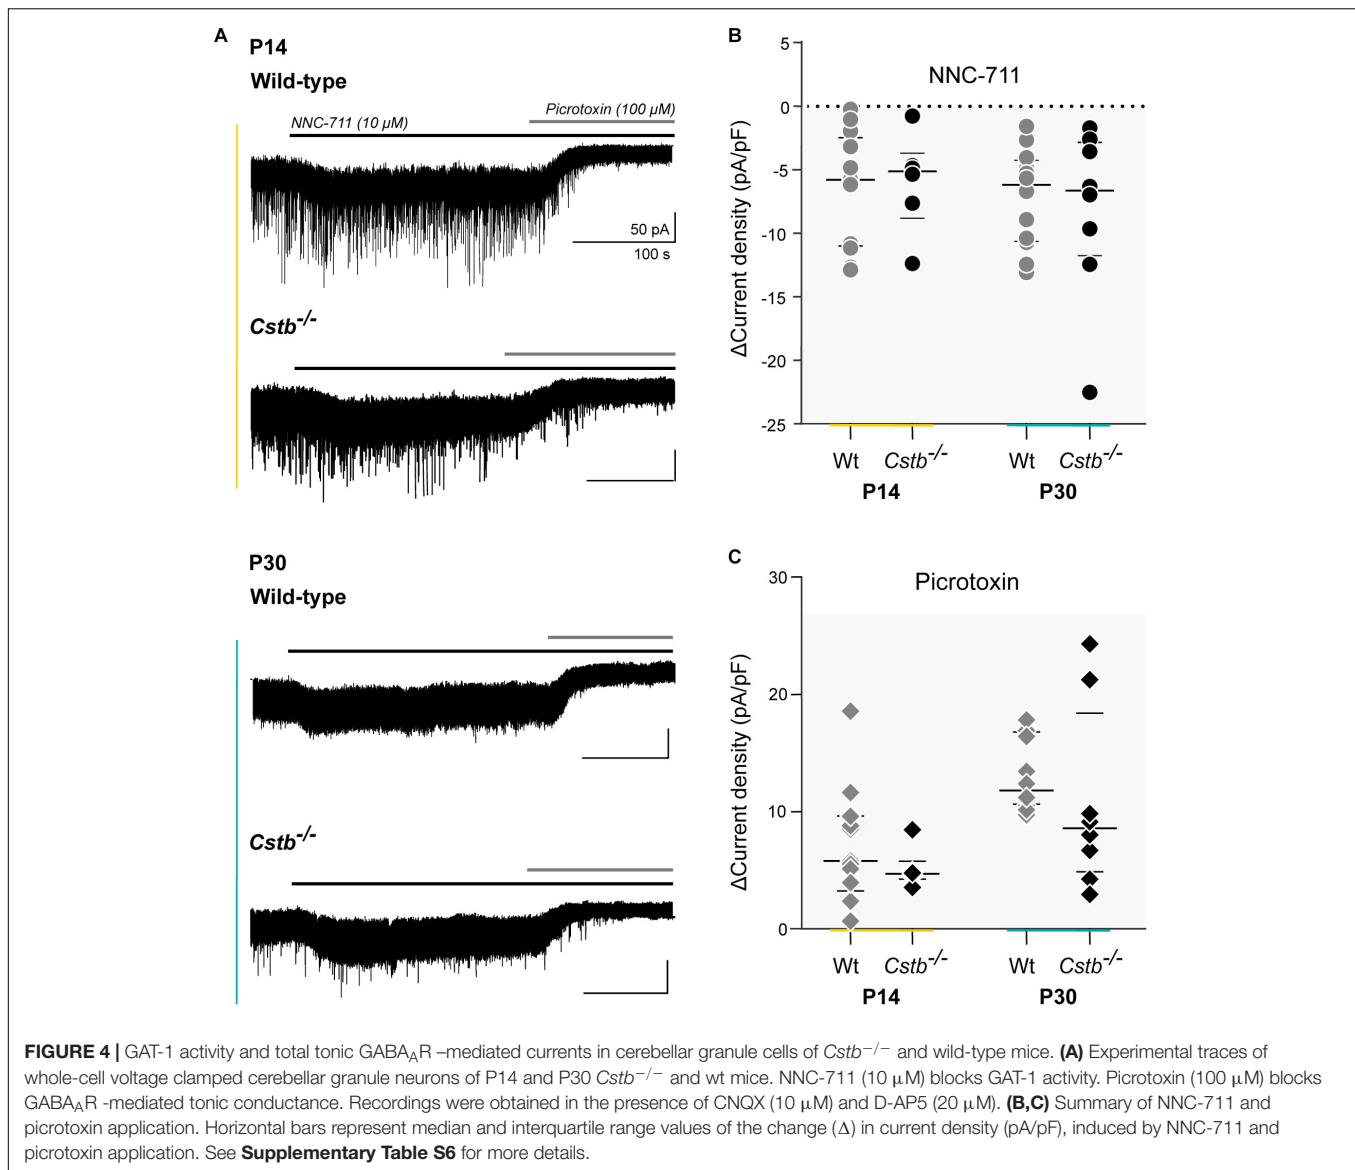 A
P14
Wild-type
NNC-711 (10 µM)
Picrotoxin (100 µM)
50 pA
100 s
Cstb-/-
P30
Wild-type
Cstb-/-
B
NNC-711
ΔCurrent density (pA/pF)
5
0
-5
-10
-15
-20
-25
Wt Cstb-/- Wt Cstb-/-
P14 P30
C
Picrotoxin
ΔCurrent density (pA/pF)
30
20
10
0
Wt Cstb-/- Wt Cstb-/-
P14 P30
FIGURE 4 | GAT-1 activity and total tonic GABAAR –mediated currents in cerebellar granule cells of Cstb−/− and wild-type mice. (A) Experimental traces of
whole-cell voltage clamped cerebellar granule neurons of P14 and P30 Cstb−/− and wt mice. NNC-711 (10 µM) blocks GAT-1 activity. Picrotoxin (100 µM) blocks
GABAAR -mediated tonic conductance. Recordings were obtained in the presence of CNQX (10 µM) and D-AP5 (20 µM). (B,C) Summary of NNC-711 and
picrotoxin application. Horizontal bars represent median and interquartile range values of the change (Δ) in current density (pA/pF), induced by NNC-711 and
picrotoxin application. See Supplementary Table S6 for more details.